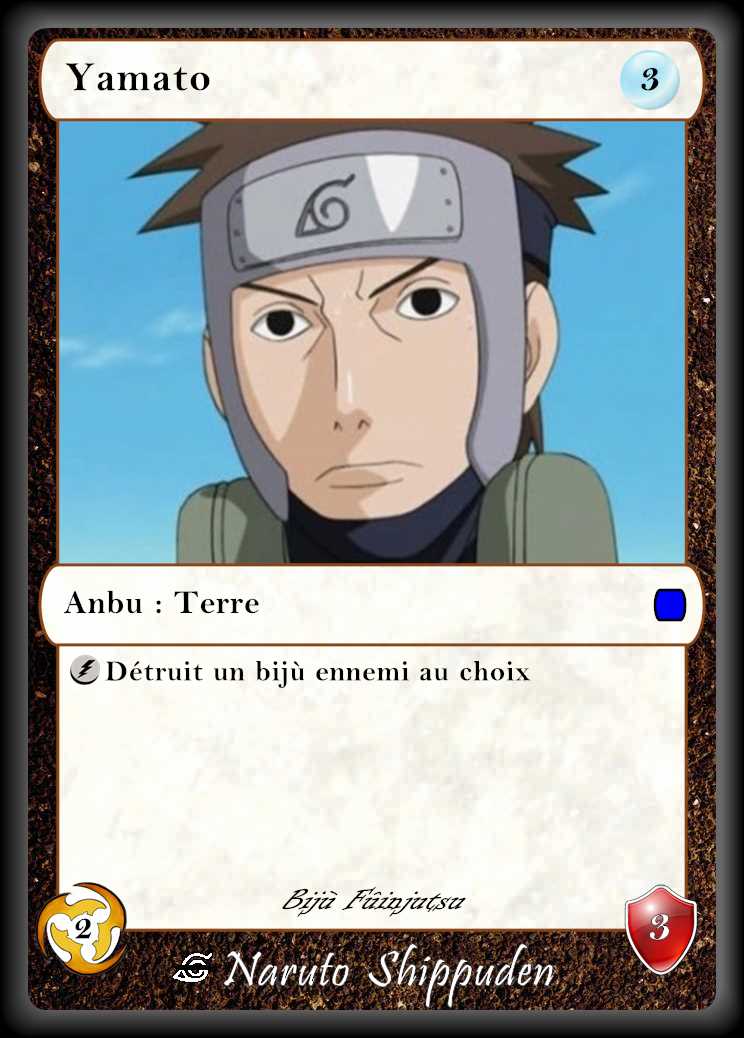 Yamato
3
Anbu : Terre
Détruit un bijù ennemi au choix
Bijù Fûinjutsu
2
3
Naruto Shippuden